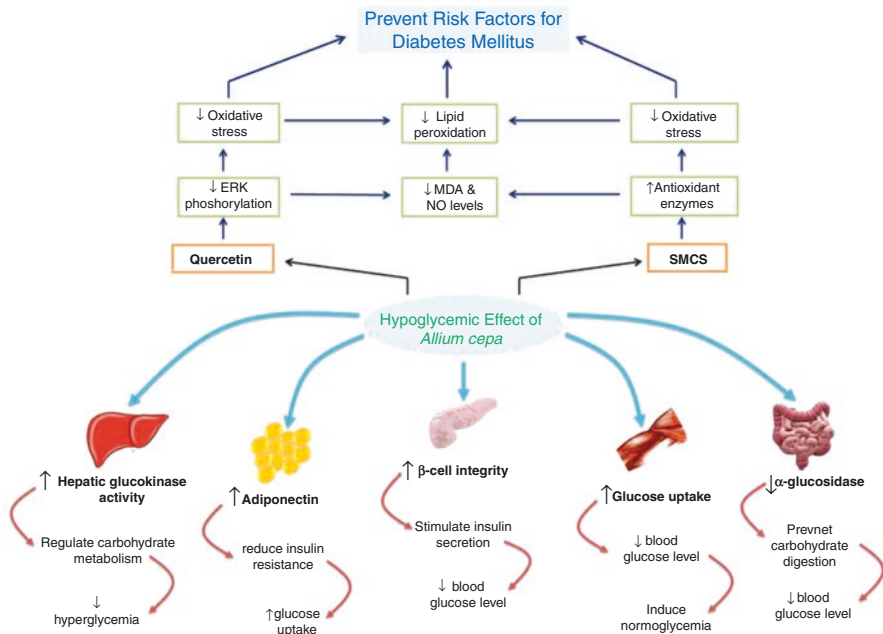 Prevent Risk Factors for
Diabetes Mellitus
↓ Oxidative
stress
↓ Lipid
peroxidation
↓ Oxidative
stress
↓ ERK
phoshorylation
↓ MDA &
NO levels
↑ Antioxidant
enzymes
Quercetin
SMCS
Hypoglycemic Effect of
Allium cepa
↑ Hepatic glucokinase
activity
↑ Adiponectin
↑ β-cell integrity
↑ Glucose uptake
↓ α-glucosidase
Regulate carbohydrate
metabolism
reduce insulin
resistance
Stimulate insulin
secretion
↓ blood
glucose level
Prevnet
carbohydrate
digestion
↓
hyperglycemia
↑ glucose
uptake
↓ blood
glucose level
Induce
normoglycemia
↓ blood
glucose level